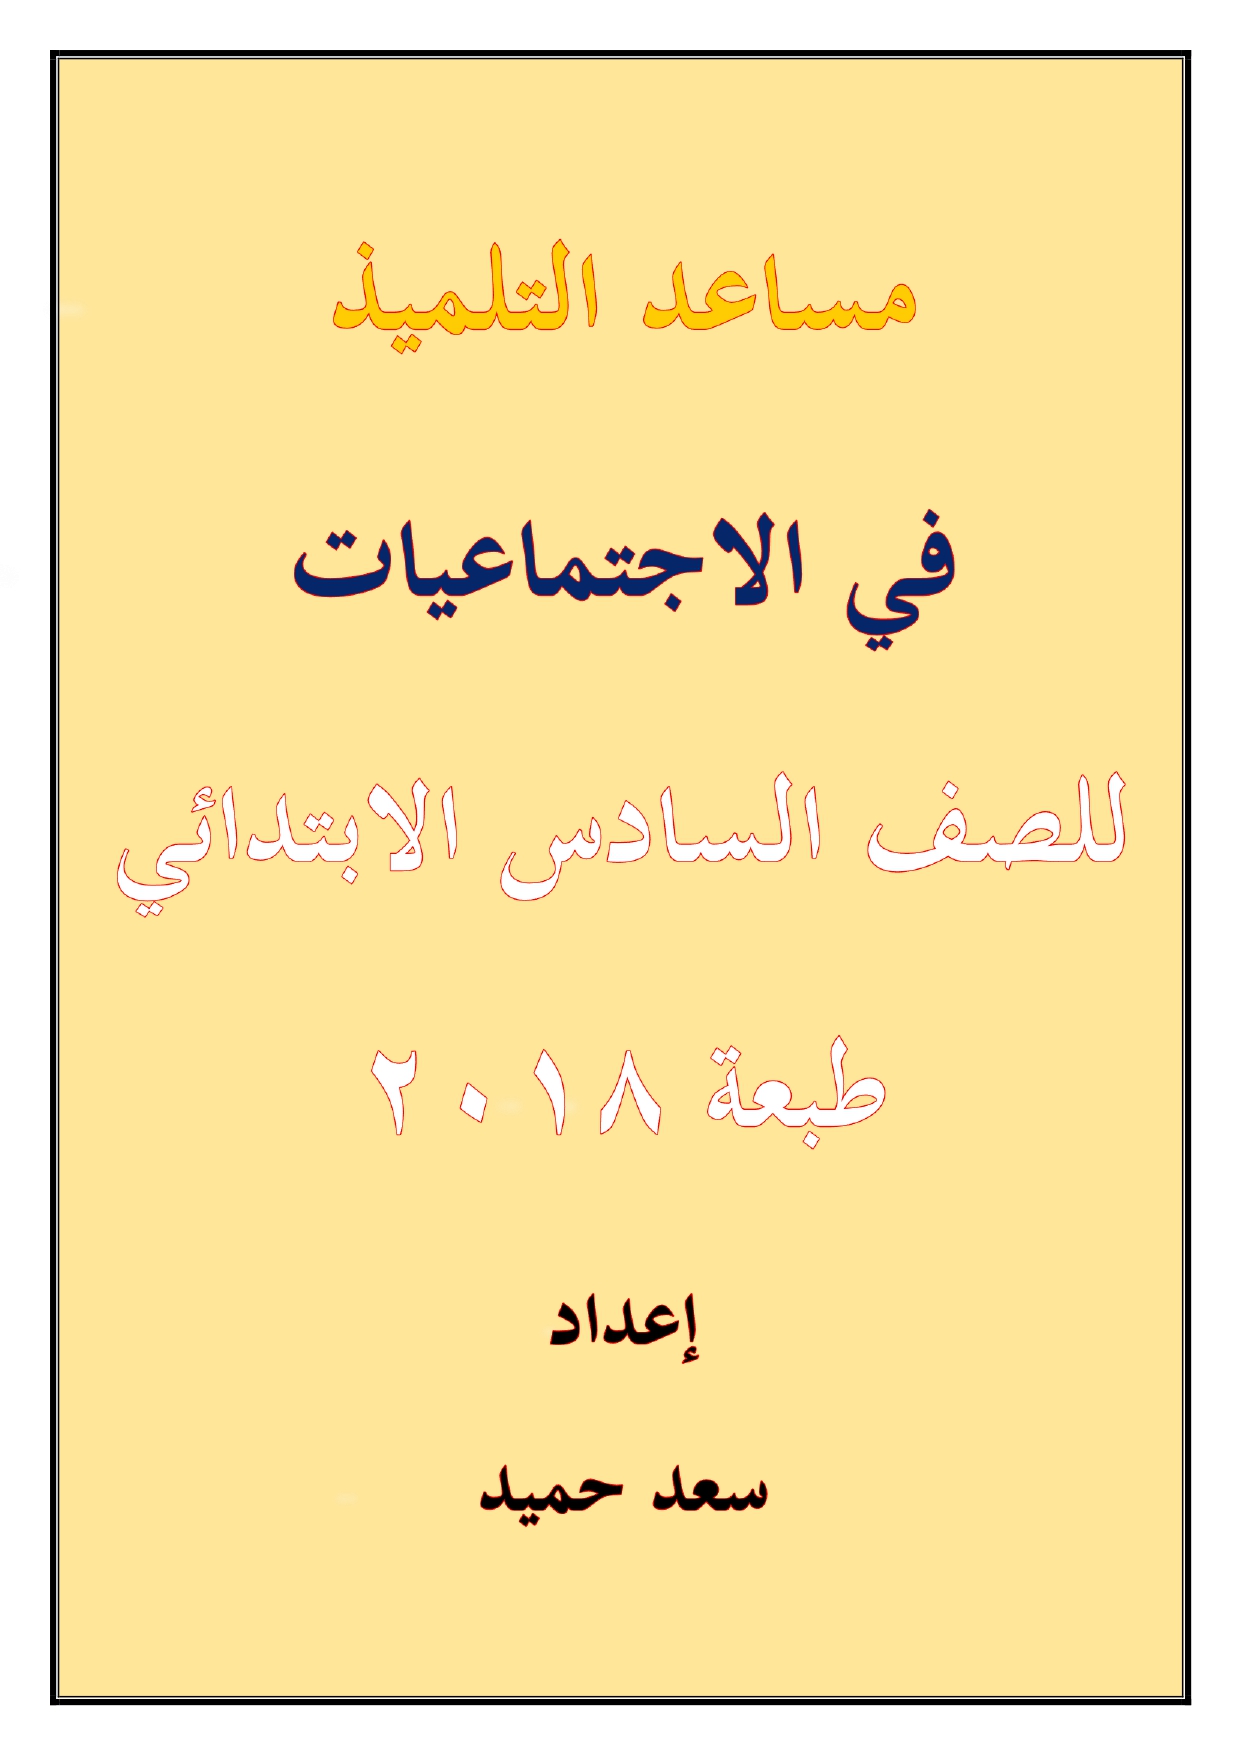 مساعد التلميذ
في الاجتماعيات
للصف السادس الابتدائي
طبعة ٢٠١٨
إعداد
سعد حميد